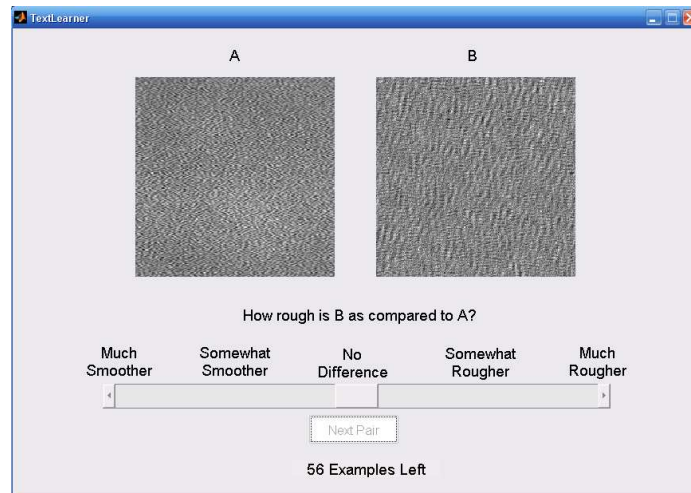 TextLearner
A B
How rough is B as compared to A?
Much Smoother Somewhat Smoother No Difference Somewhat Rougher Much Rougher
Next Pair
56 Examples Left